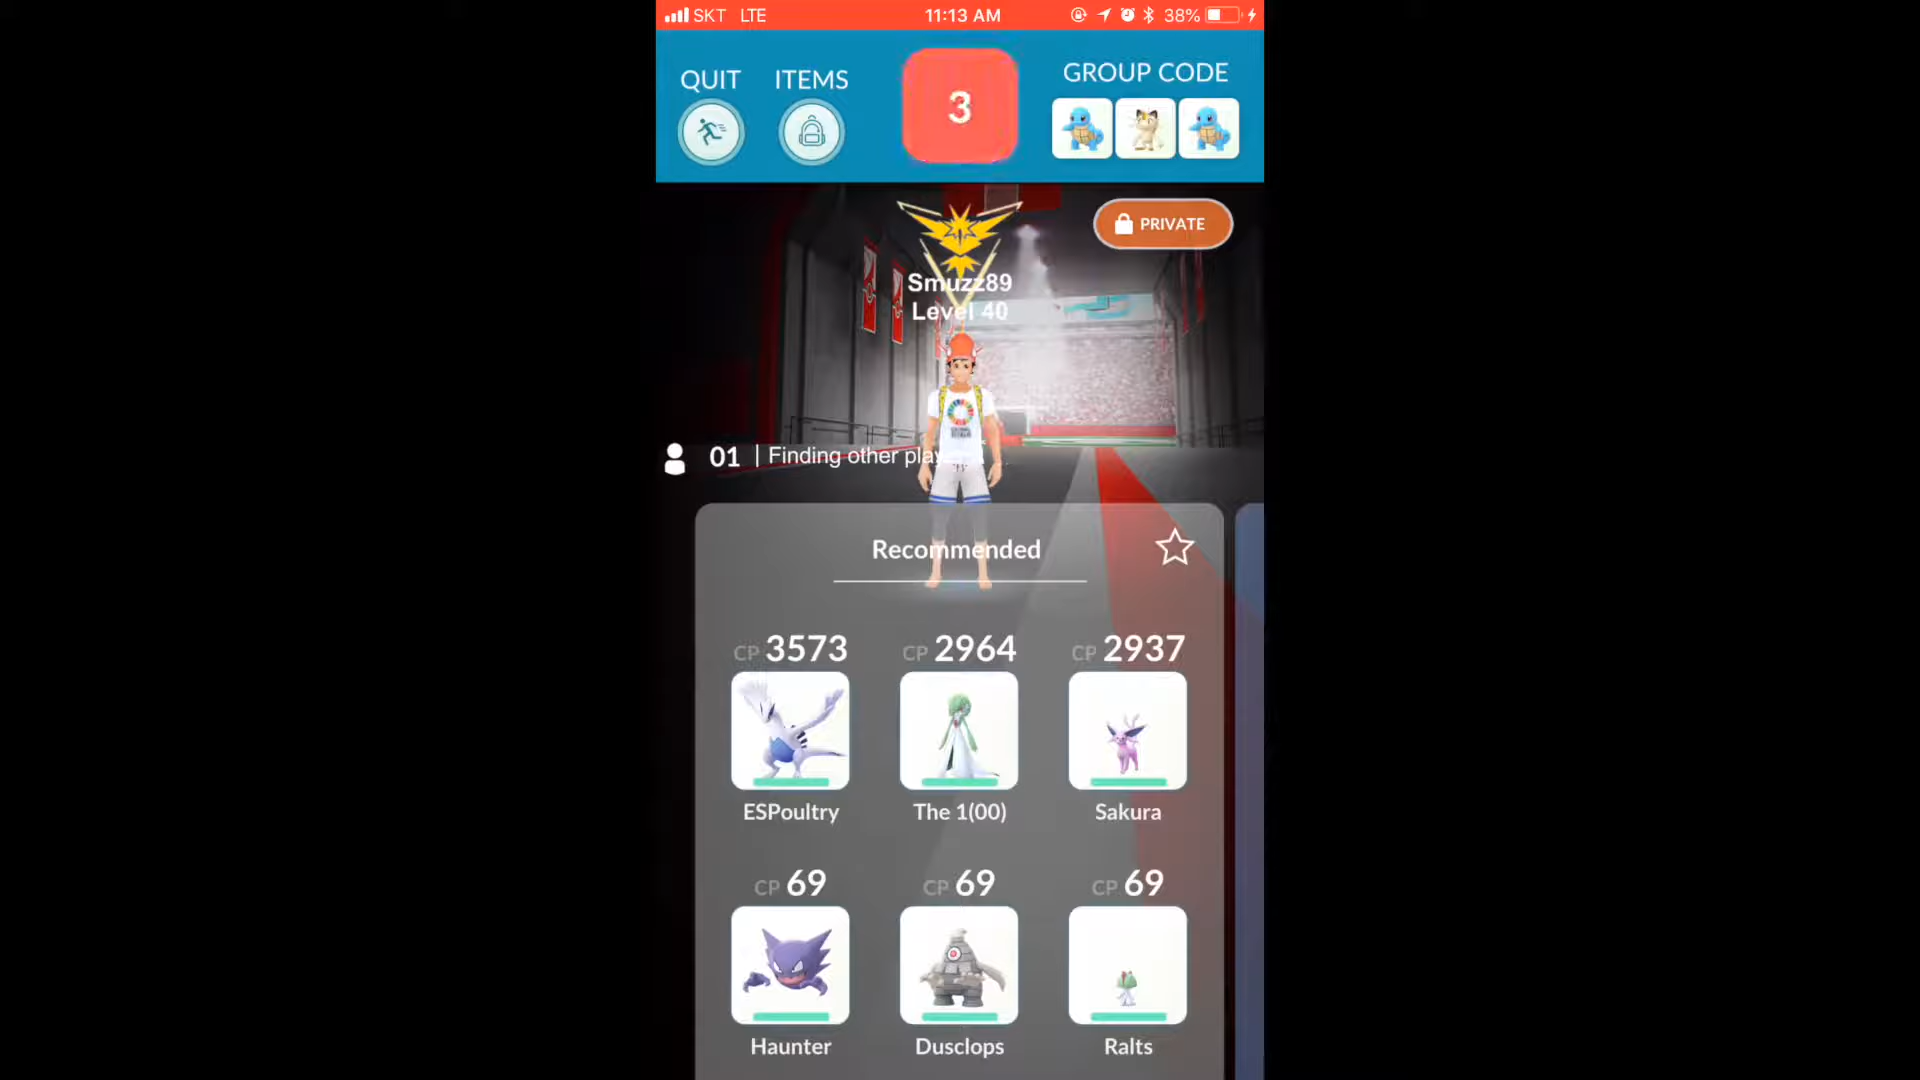 SKT LTE 11:13 AM 38%
QUIT ITEMS 3 GROUP CODE
PRIVATE
Smuzz89
Level 40
01 | Finding other
Recommended
CP 3573 CP 2964 CP 2937
ESPoultry The 1(00) Sakura
CP 69 CP 69 CP 69
Haunter Dusclops Ralts